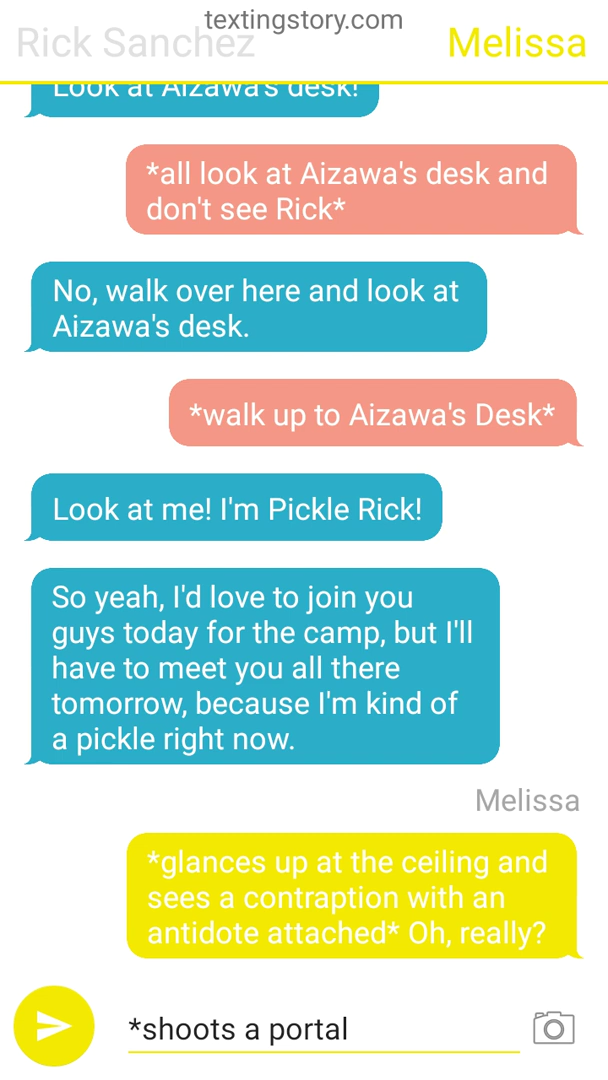 textingstory.com
Rick Sanchez
Melissa
Look at Aizawa's desk!
*all look at Aizawa's desk and
don't see Rick*
No, walk over here and look at
Aizawa's desk.
*walk up to Aizawa's Desk*
Look at me! I'm Pickle Rick!
So yeah, I'd love to join you
guys today for the camp, but I'll
have to meet you all there
tomorrow, because I'm kind of
a pickle right now.
Melissa
*glances up at the ceiling and
sees a contraption with an
antidote attached* Oh, really?
*shoots a portal